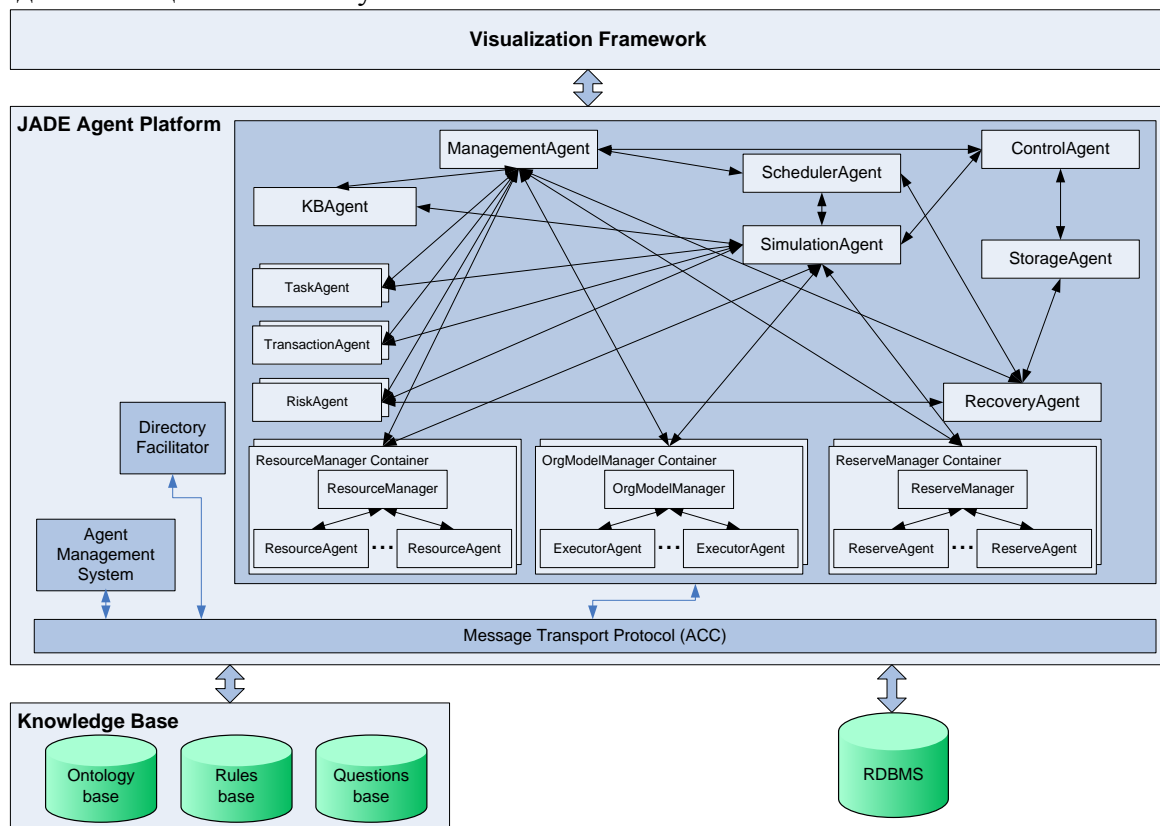 Visualization Framework
JADE Agent Platform
ManagementAgent
ControlAgent
SchedulerAgent
KBAgent
SimulationAgent
StorageAgent
TaskAgent
TransactionAgent
RiskAgent
RecoveryAgent
Directory
Facilitator
ResourceManager Container
OrgModelManager Container
ReserveManager Container
ResourceManager
OrgModelManager
ReserveManager
Agent
Management
System
ResourceAgent ... ResourceAgent
ExecutorAgent ... ExecutorAgent
ReserveAgent ... ReserveAgent
Message Transport Protocol (ACC)
Knowledge Base
Ontology
base
Rules
base
Questions
base
RDBMS